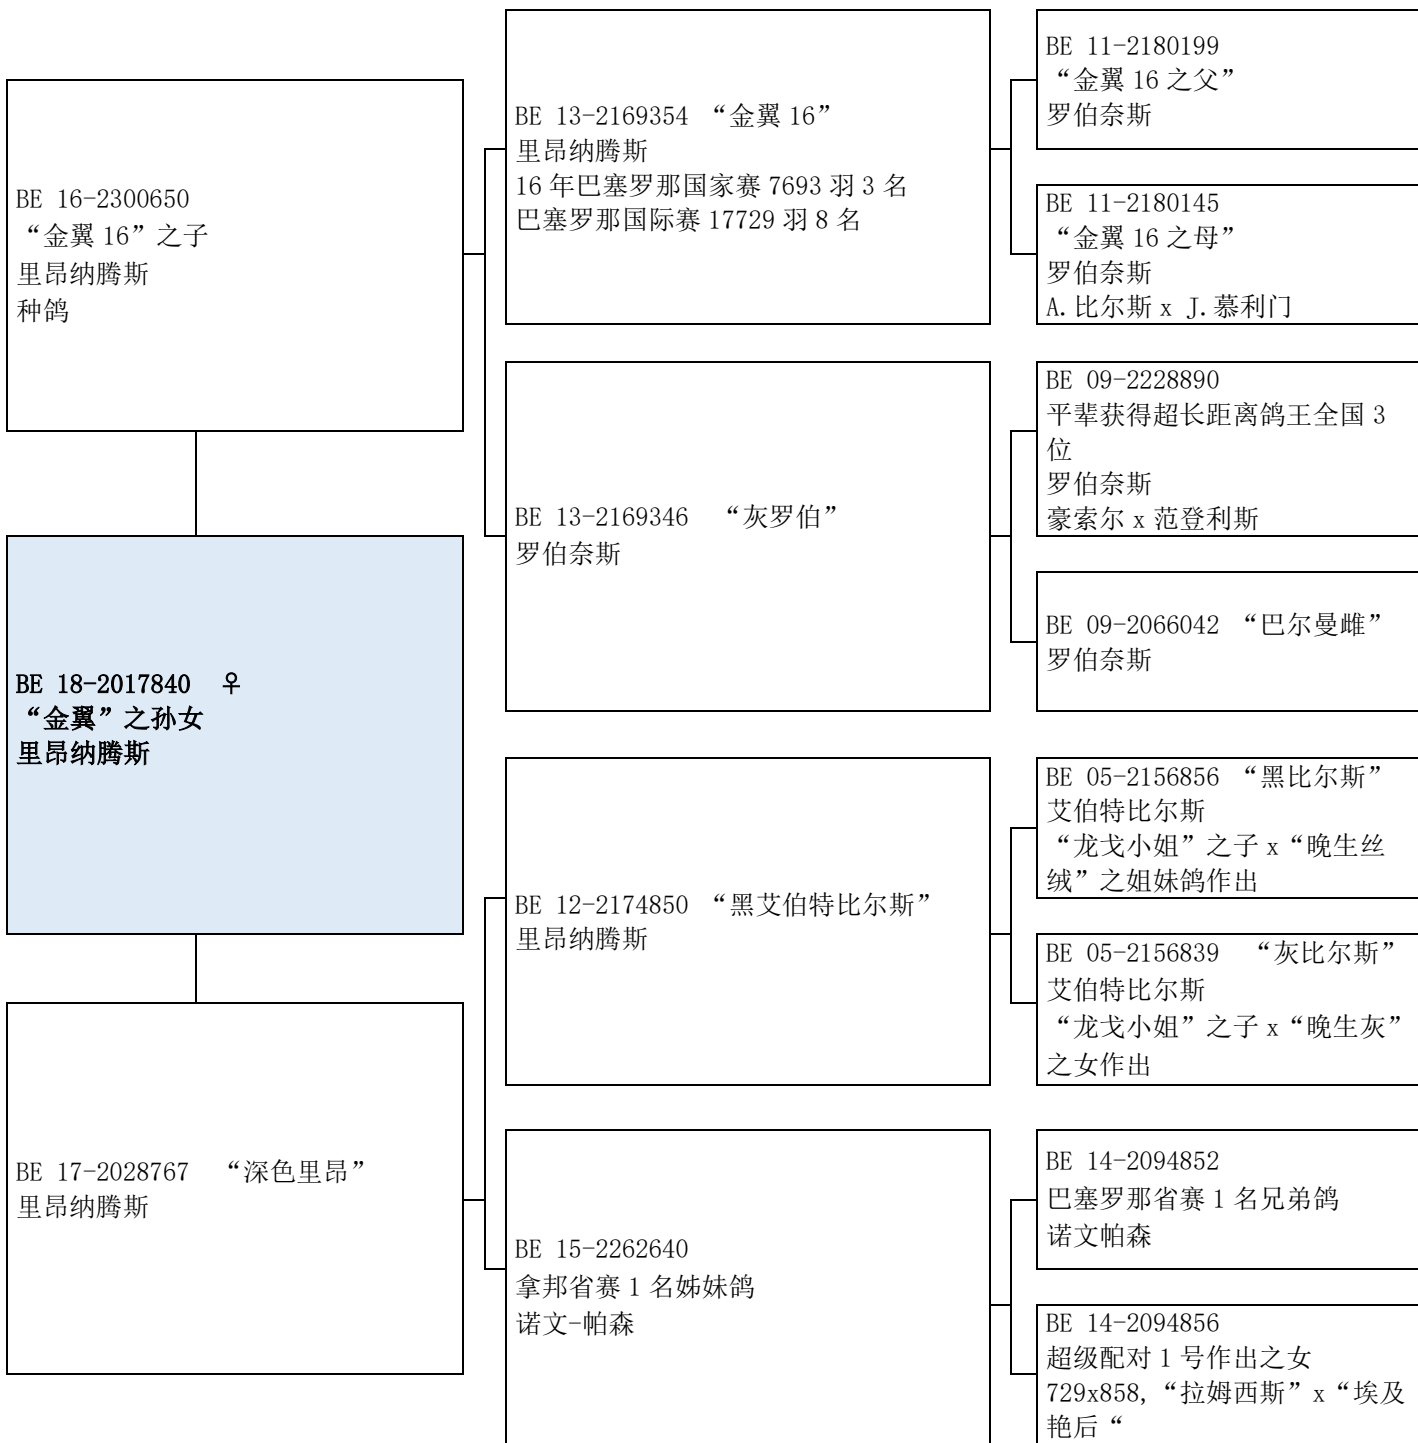 BE 16-2300650
“金翼 16”之子
里昂纳腾斯
种鸽
BE 18-2017840 ♀
“金翼”之孙女
里昂纳腾斯
BE 17-2028767 “深色里昂”
里昂纳腾斯
BE 13-2169354 “金翼 16”
里昂纳腾斯
16 年巴塞罗那国家赛 7693 羽 3 名
巴塞罗那国际赛 17729 羽 8 名
BE 13-2169346 “灰罗伯”
罗伯奈斯
BE 12-2174850 “黑艾伯特比尔斯”
里昂纳腾斯
BE 15-2262640
拿邦省赛 1 名姊妹鸽
诺文-帕森
BE 11-2180199
“金翼 16 之父”
罗伯奈斯
BE 11-2180145
“金翼 16 之母”
罗伯奈斯
A.比尔斯 x J.慕利门
BE 09-2228890
平辈获得超长距离鸽王全国 3
位
罗伯奈斯
豪索尔 x 范登利斯
BE 09-2066042 “巴尔曼雌”
罗伯奈斯
BE 05-2156856 “黑比尔斯”
艾伯特比尔斯
“龙戈小姐”之子 x “晚生丝
绒”之姐妹鸽作出
BE 05-2156839 “灰比尔斯”
艾伯特比尔斯
“龙戈小姐”之子 x “晚生灰”
之女作出
BE 14-2094852
巴塞罗那省赛 1 名兄弟鸽
诺文帕森
BE 14-2094856
超级配对 1 号作出之女
729x858, “拉姆西斯” x “埃及
艳后“